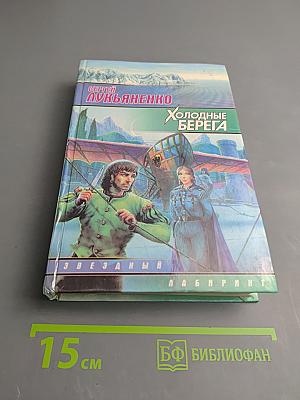 СЕРГЕЙ
ЛУКЬЯНЕНКО
ХОЛОДНЫЕ
БЕРЕГА
ЗВЕЗДНЫЙ
ЛАБИРИНТ
15 см
БФ БИБЛИОФАН